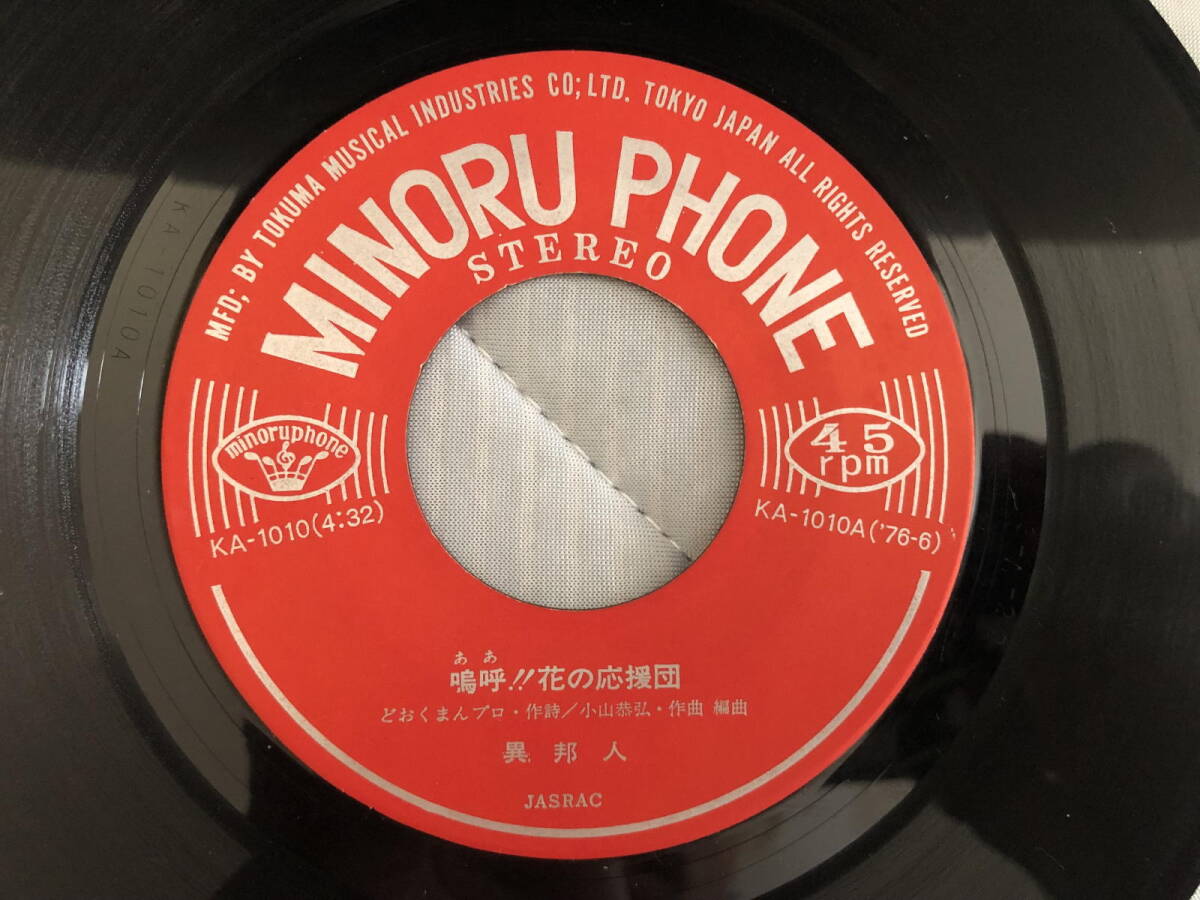 MFD; BY TOKUMA MUSICAL INDUSTRIES CO;LTD. TOKYO JAPAN ALL RIGHTS RESERVED
MINORU PHONE
STEREO
minoruphone
45
rpm
KA-1010(4:32)
KA-1010A('76-6)
KA-1010A
ああ
嗚呼!!花の応援団
どおくまんプロ・作詩/小山恭弘・作曲 編曲
異邦人
JASRAC